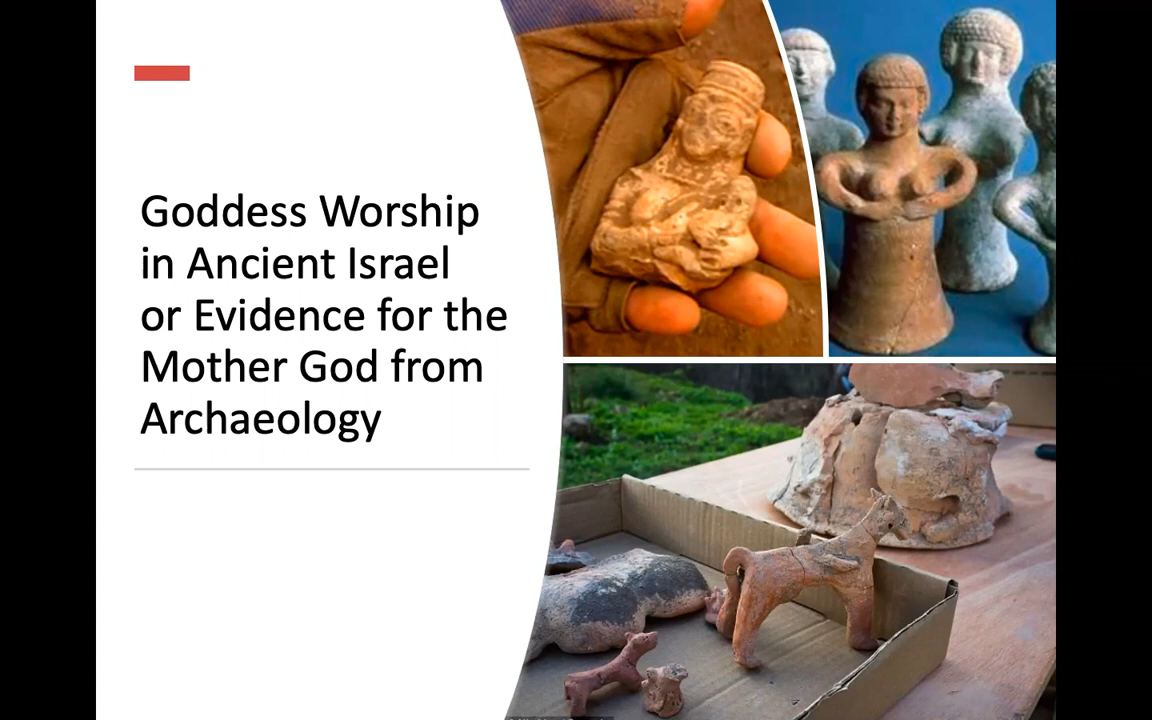 Goddess Worship
in Ancient Israel
or Evidence for the
Mother God from
Archaeology